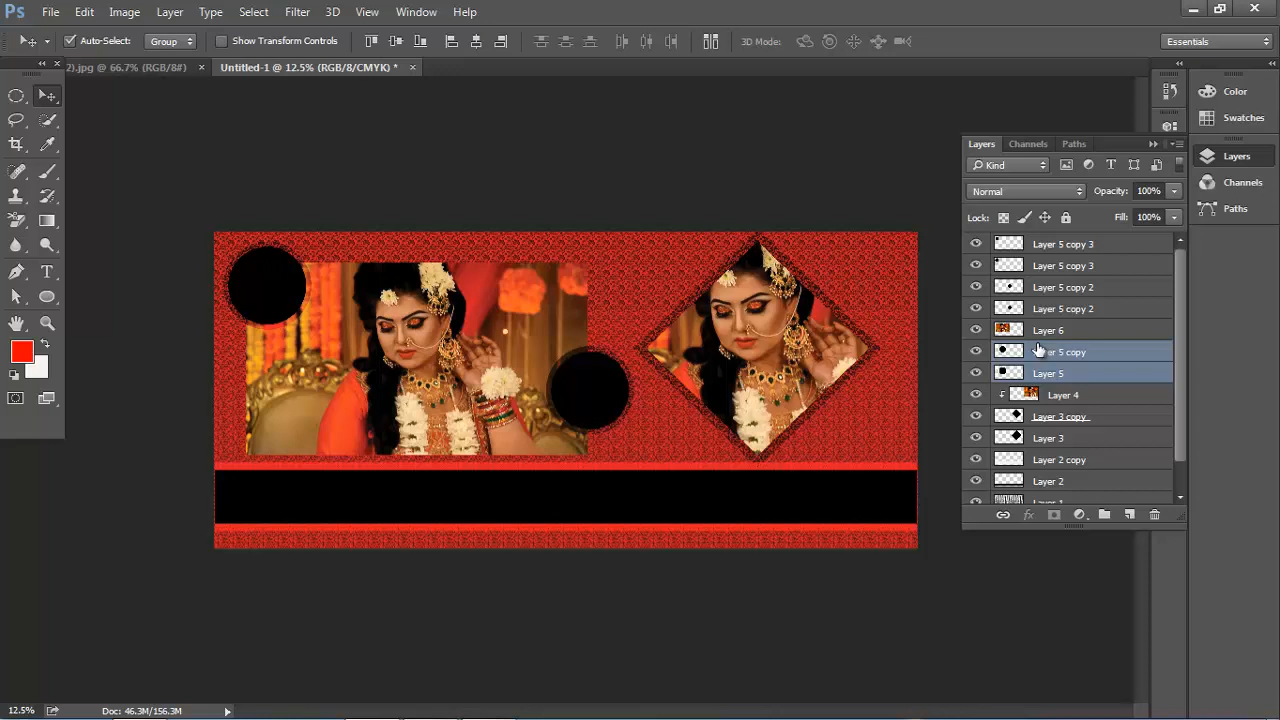 Ps File Edit Image Layer Type Select Filter 3D View Window Help
Auto-Select: Group Show Transform Controls 3D Mode: Essentials
2).jpg @ 66.7% (RGB/8#) × Untitled-1 @ 12.5% (RGB/8/CMYK) * ×
Color
Swatches
Layers
Channels
Paths
Layers Channels Paths
Kind
Normal Opacity: 100%
Lock: Fill: 100%
Layer 5 copy 3
Layer 5 copy 3
Layer 5 copy 2
Layer 5 copy 2
Layer 6
er 5 copy
Layer 5
Layer 4
Layer 3 copy
Layer 3
Layer 2 copy
Layer 2
Layer 1
12.5% Doc: 46.3M/156.3M